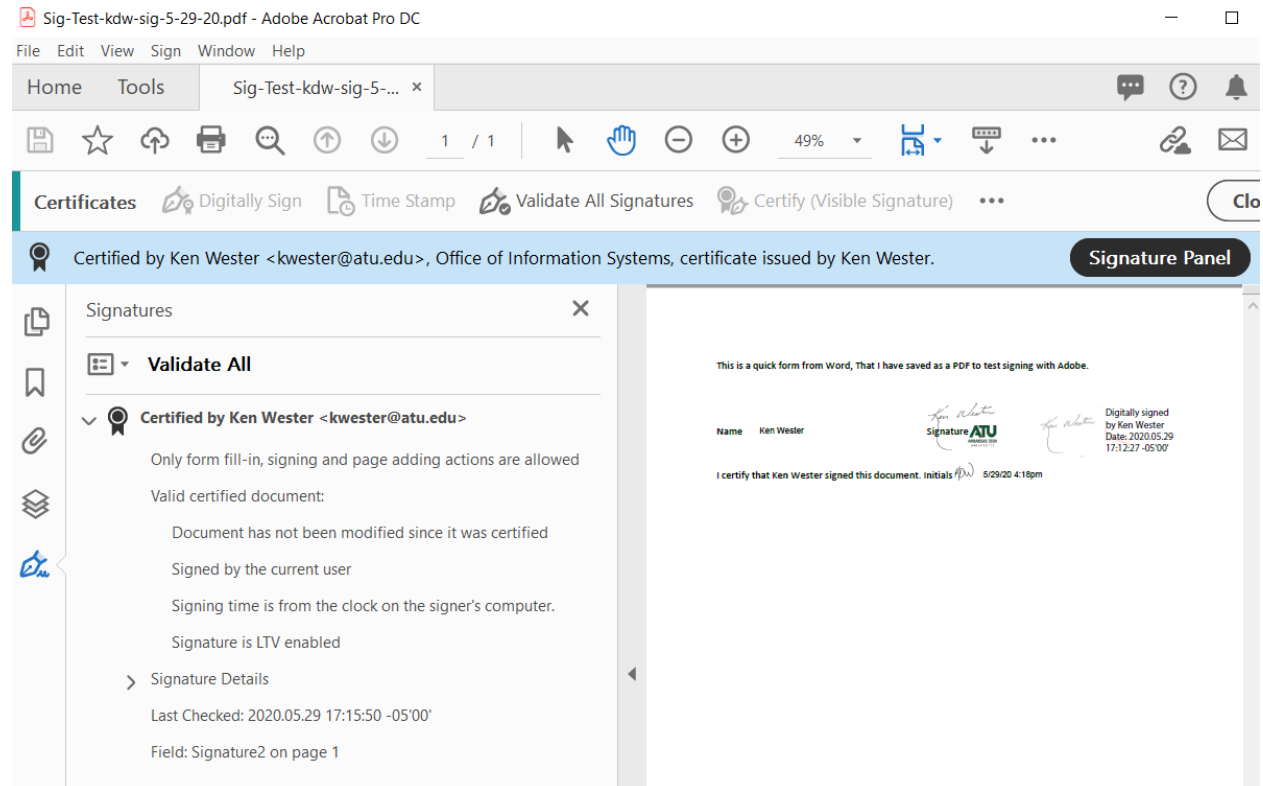 Sig-Test-kdw-sig-5-29-20.pdf - Adobe Acrobat Pro DC
File Edit View Sign Window Help
Home Tools Sig-Test-kdw-sig-5-... ×
1 / 1 49%
Certificates Digitally Sign Time Stamp Validate All Signatures Certify (Visible Signature) Clo
Certified by Ken Wester <kwester@atu.edu>, Office of Information Systems, certificate issued by Ken Wester. Signature Panel
Signatures
Validate All
Certified by Ken Wester <kwester@atu.edu>
Only form fill-in, signing and page adding actions are allowed
Valid certified document:
Document has not been modified since it was certified
Signed by the current user
Signing time is from the clock on the signer's computer.
Signature is LTV enabled
Signature Details
Last Checked: 2020.05.29 17:15:50 -05'00'
Field: Signature2 on page 1
This is a quick form from Word, That I have saved as a PDF to test signing with Adobe.
Ken Wester
Name Ken Wester Signature ATU
ARKANSAS TECH
Ken Wester
Digitally signed
by Ken Wester
Date: 2020.05.29
17:12:27 -05'00'
I certify that Ken Wester signed this document. Initials KDW 5/29/20 4:18pm